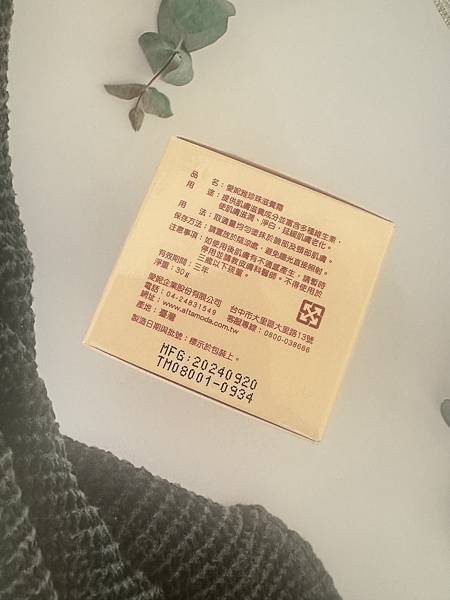 品　　名：愛妮雅珍珠滋養霜
用　　途：提供肌膚滋養成分並富含多種維生素，
使肌膚滋潤、淨白、延緩肌膚老化。
用　　法：取適量均勻塗抹於臉部及頸部肌膚。
保存方法：請置放於陰涼處，避免陽光直接照射。
注意事項：如使用後肌膚有不適當產生，請暫時
停用並請教皮膚科醫師。不得使用於
三歲以下孩童。
有效期間：三年
淨重：30g
愛妮企業股份有限公司　台中市大里區大里路13號
電話：04-24831549　客服專線：0800-038686
網址：www.altamoda.com.tw
產地：臺灣
製造日期與批號：標示於包裝上。
MFG:20240920
TM08001-0934